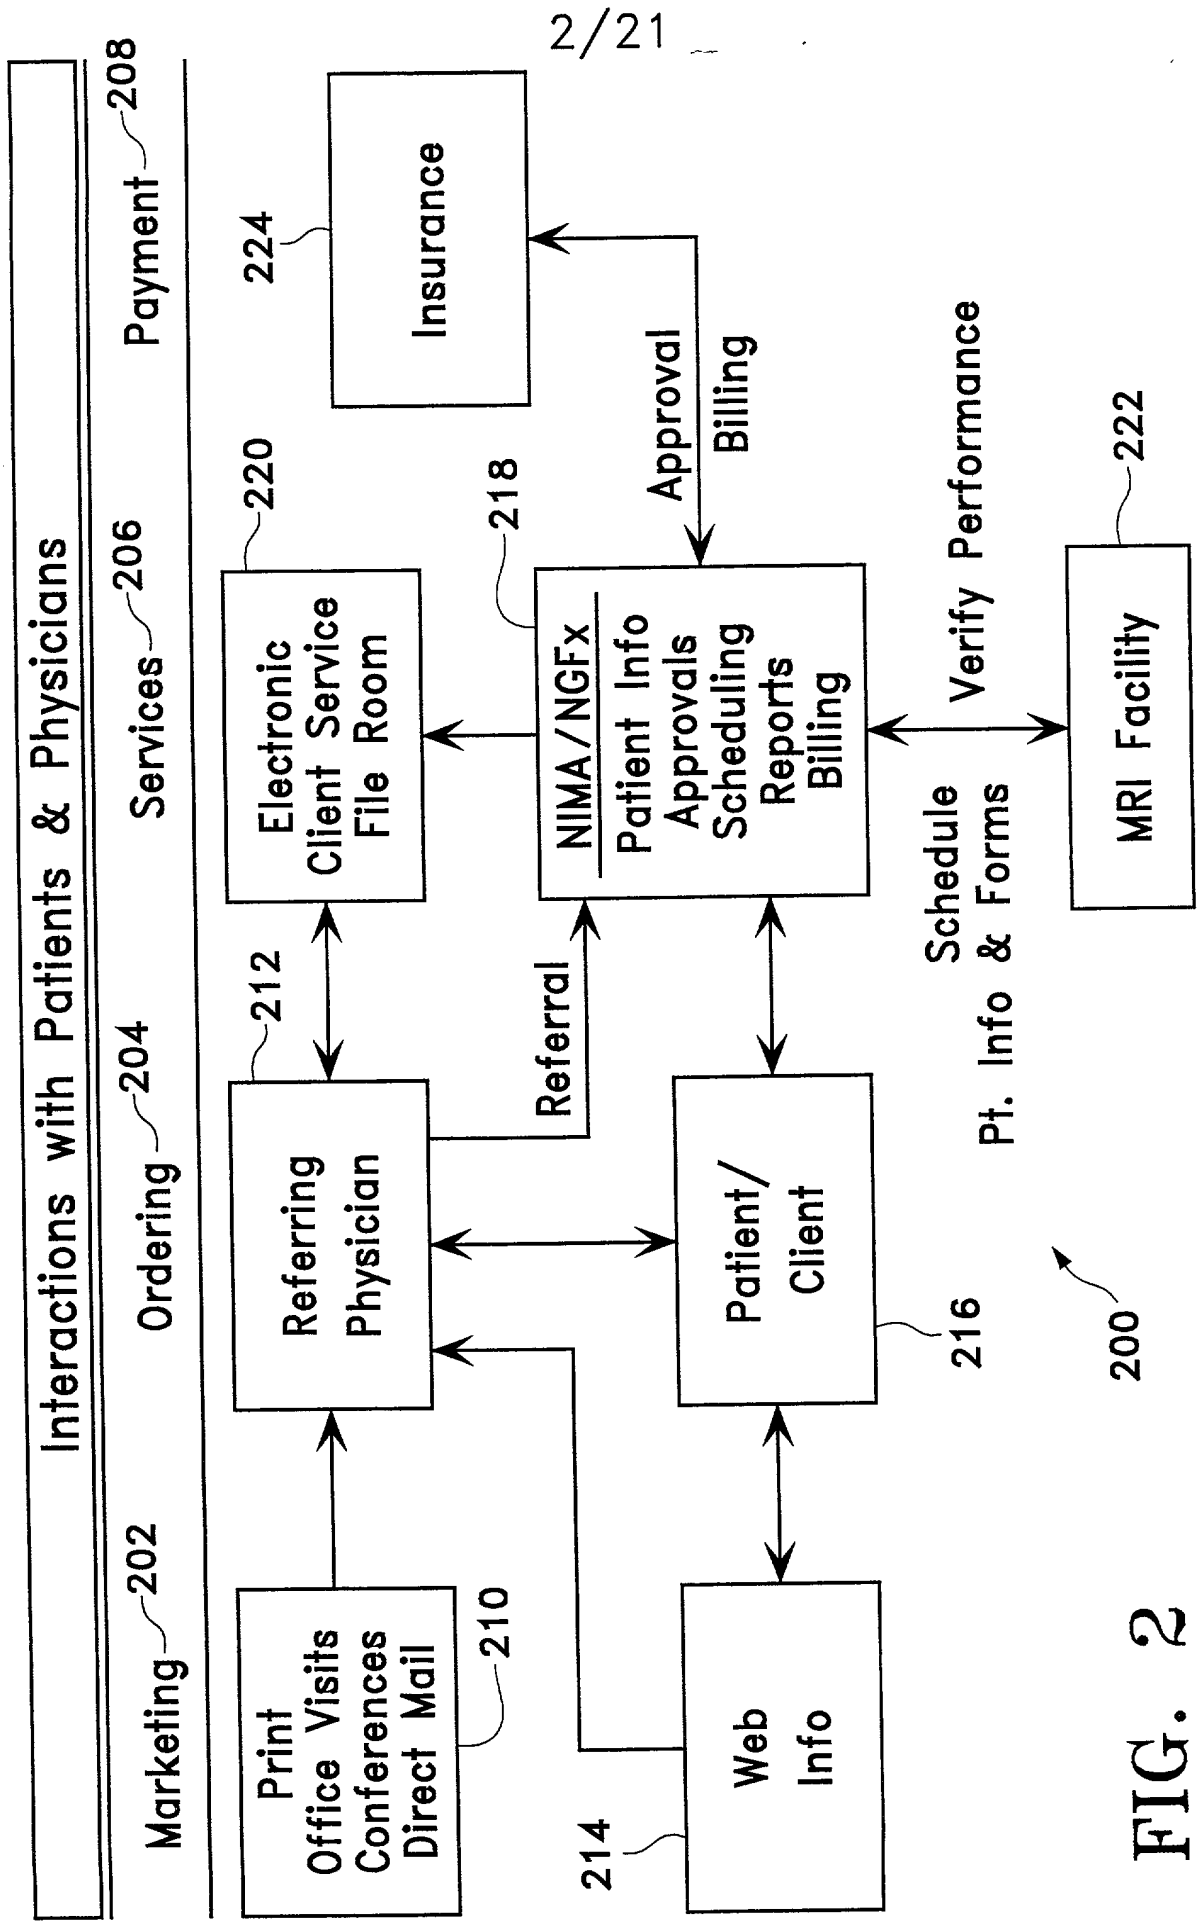 2/21
Interactions with Patients & Physicians
Marketing 202
Ordering 204
Services 206
Payment 208
Print
Office Visits
Conferences
Direct Mail
210
Referring
Physician
212
Electronic
Client Service
File Room
220
Insurance
224
Referral
NIMA/NGFx
Patient Info
Approvals
Scheduling
Reports
Billing
218
Approval
Billing
Web
Info
214
Patient/
Client
216
Schedule
Pt. Info & Forms
Verify Performance
MRI Facility
222
200
FIG. 2